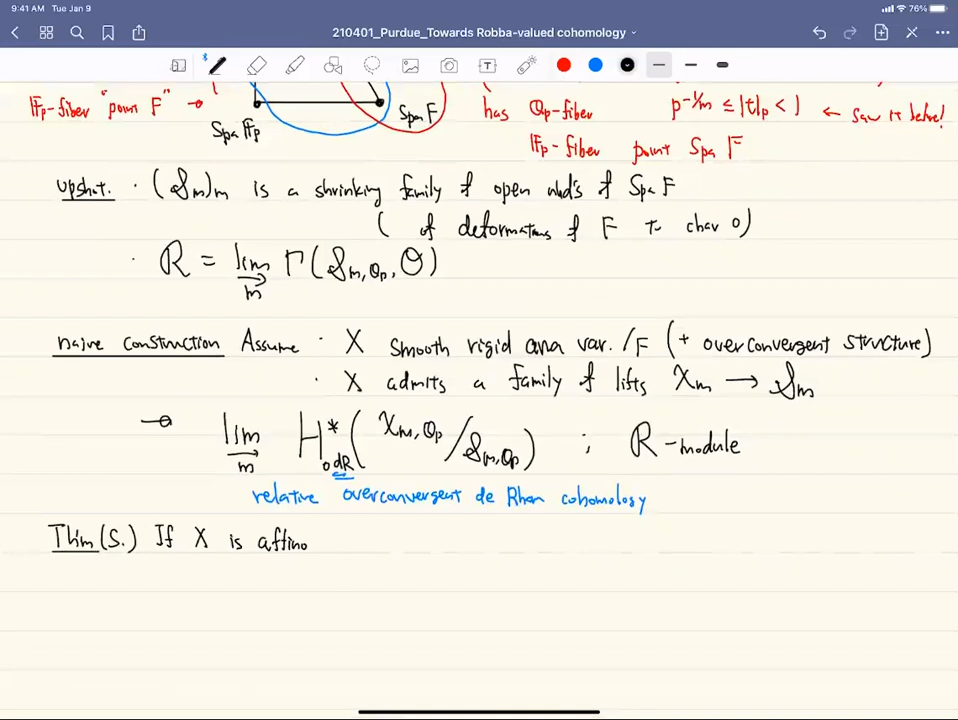 9:41 AM Tue Jan 9
76%
210401_Purdue_Towards Robba-valued cohomology
𝔽p-fiber "point F" →
Spa 𝔽p
Spa F
has ℚp-fiber p^{-1/m} ≤ |t|p < 1 ← saw it before!
𝔽p-fiber point Spa F
upshot. · (𝒮m)m is a shrinking family of open nbd's of Spa F
( of deformations of F to char 0)
· R = lim→m Γ(𝒮m,ℚp, 𝒪)
naive construction Assume · X smooth rigid ana var. /F (+ overconvergent structure)
· X admits a family of lifts 𝒳m → 𝒮m
→ lim→m H*odR(𝒳m,ℚp / 𝒮m,ℚp) ; R-module
relative overconvergent de Rham cohomology
Thm(S.) If X is affino